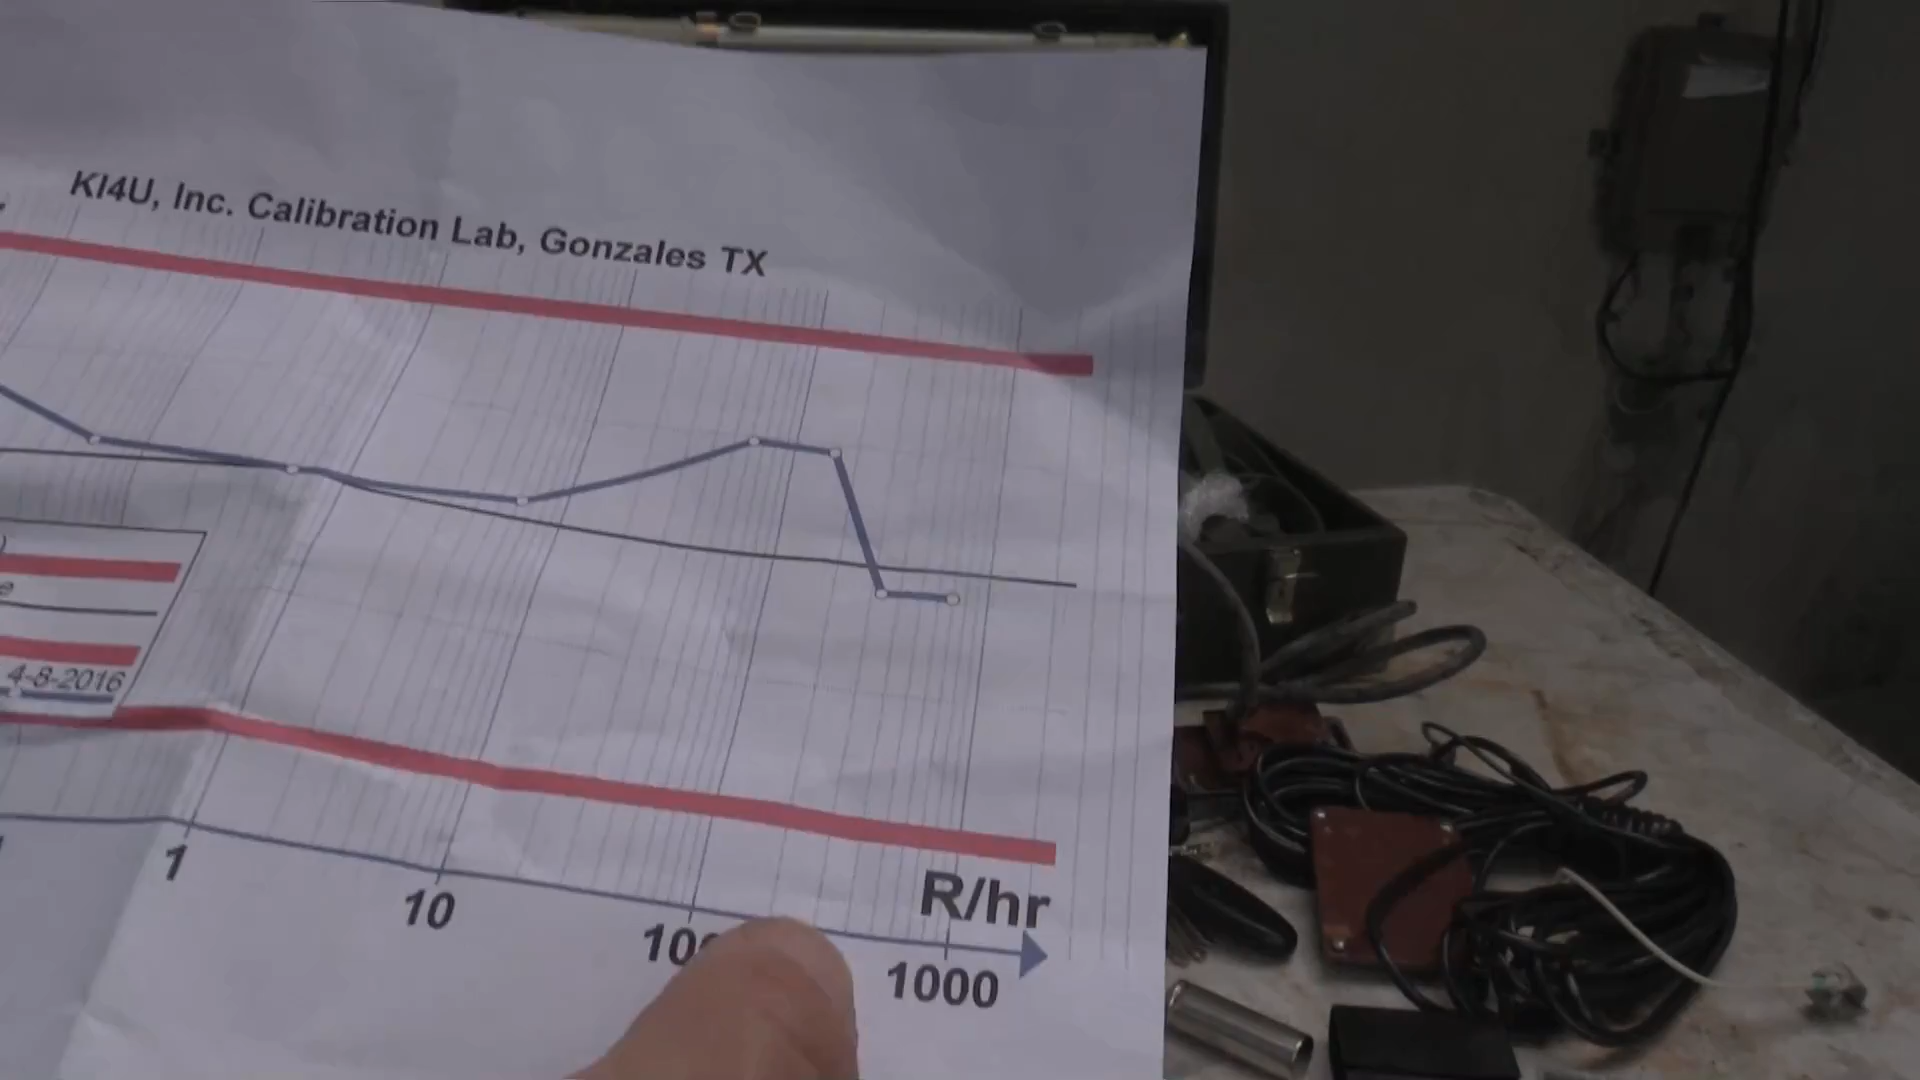 KI4U, Inc. Calibration Lab, Gonzales TX
4-8-2016
1
10
R/hr
1000